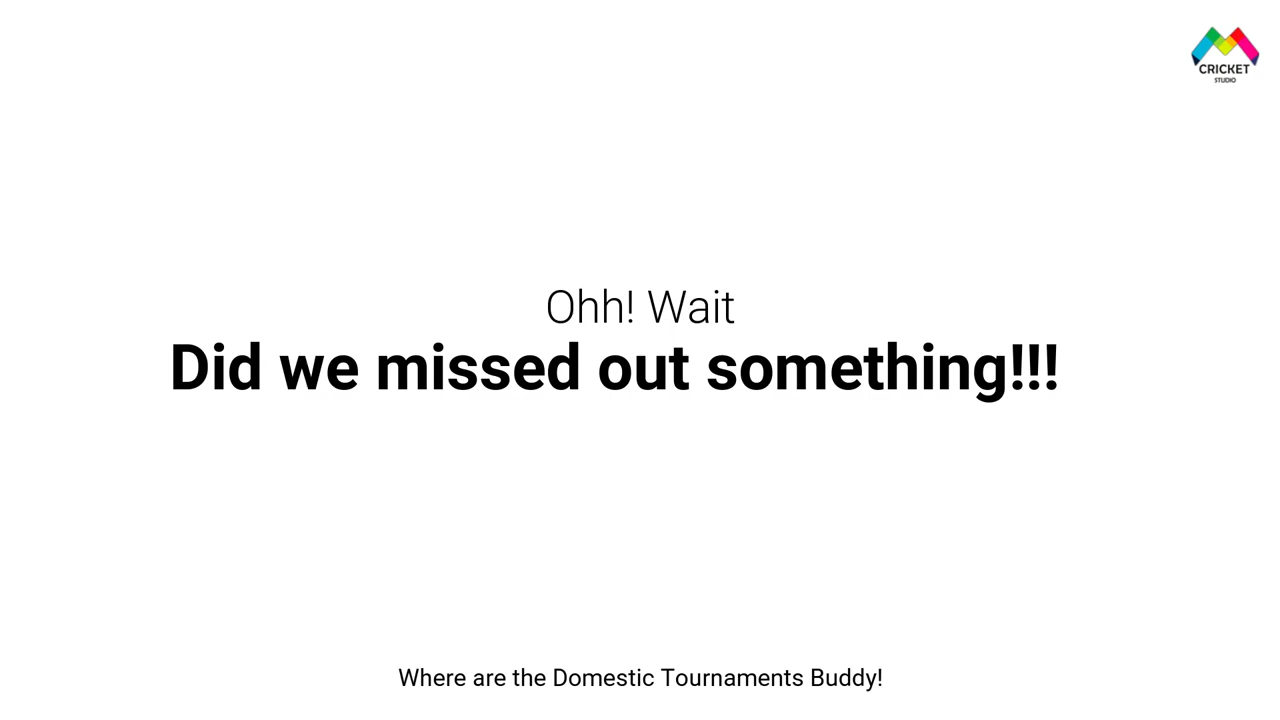 CRICKET
STUDIO
Ohh! Wait
Did we missed out something!!!
Where are the Domestic Tournaments Buddy!